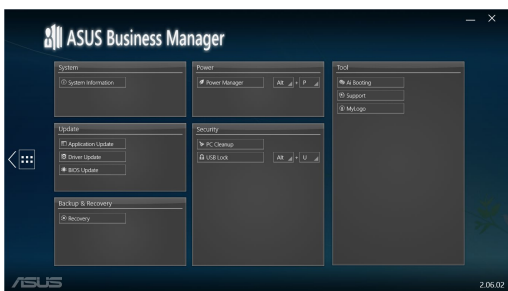 ASUS Business Manager
System
System Information
Power
Power Manager
Alt + P
Tool
Ai Booting
Support
MyLogo
Update
Application Update
Driver Update
BIOS Update
Security
PC Cleanup
USB Lock
Alt + U
Backup & Recovery
Recovery
ASUS
2.06.02